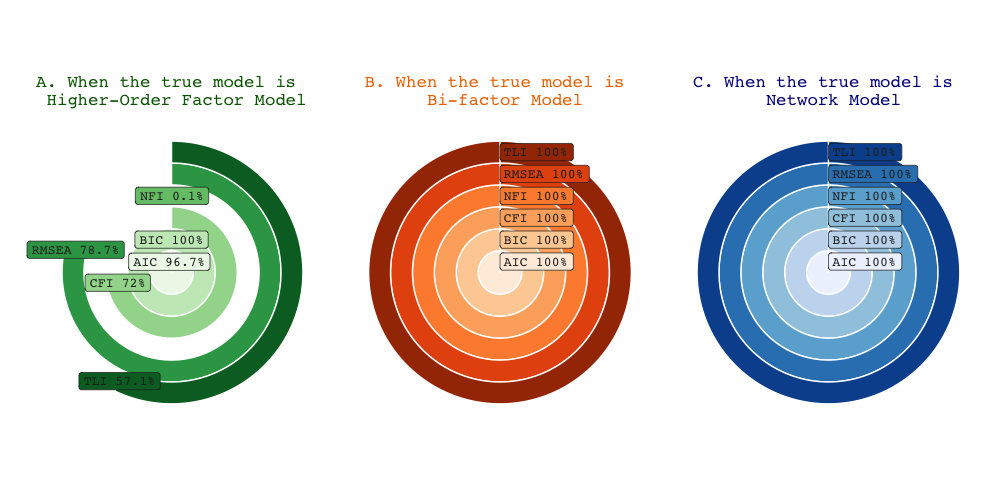 A. When the true model is
Higher-Order Factor Model
NFI 0.1%
BIC 100%
RMSEA 78.7%
AIC 96.7%
CFI 72%
TLI 57.1%
B. When the true model is
Bi-factor Model
TLI 100%
RMSEA 100%
NFI 100%
CFI 100%
BIC 100%
AIC 100%
C. When the true model is
Network Model
TLI 100%
RMSEA 100%
NFI 100%
CFI 100%
BIC 100%
AIC 100%